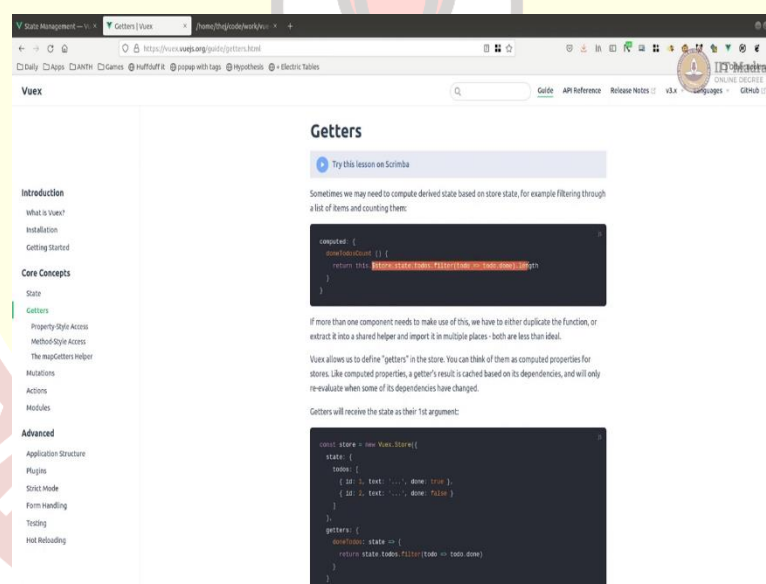 State Management — Vu
Getters | Vuex
/home/thej/code/work/vue
https://vuex.vuejs.org/guide/getters.html
Daily Apps ANTH Games Huffduff it popup with tags Hypothesis + Electric Tables
IIT Madras
ONLINE DEGREE
Vuex
Guide API Reference Release Notes v3.x Languages GitHub
Getters
Try this lesson on Scrimba
Sometimes we may need to compute derived state based on store state, for example filtering through
a list of items and counting them:
computed: {
doneTodosCount () {
return this.$store.state.todos.filter(todo => todo.done).length
}
}
If more than one component needs to make use of this, we have to either duplicate the function, or
extract it into a shared helper and import it in multiple places - both are less than ideal.
Vuex allows us to define "getters" in the store. You can think of them as computed properties for
stores. Like computed properties, a getter's result is cached based on its dependencies, and will only
re-evaluate when some of its dependencies have changed.
Getters will receive the state as their 1st argument:
const store = new Vuex.Store({
state: {
todos: [
{ id: 1, text: '...', done: true },
{ id: 2, text: '...', done: false }
]
},
getters: {
doneTodos: state => {
return state.todos.filter(todo => todo.done)
}
}
Introduction
What is Vuex?
Installation
Getting Started
Core Concepts
State
Getters
Property-Style Access
Method-Style Access
The mapGetters Helper
Mutations
Actions
Modules
Advanced
Application Structure
Plugins
Strict Mode
Form Handling
Testing
Hot Reloading